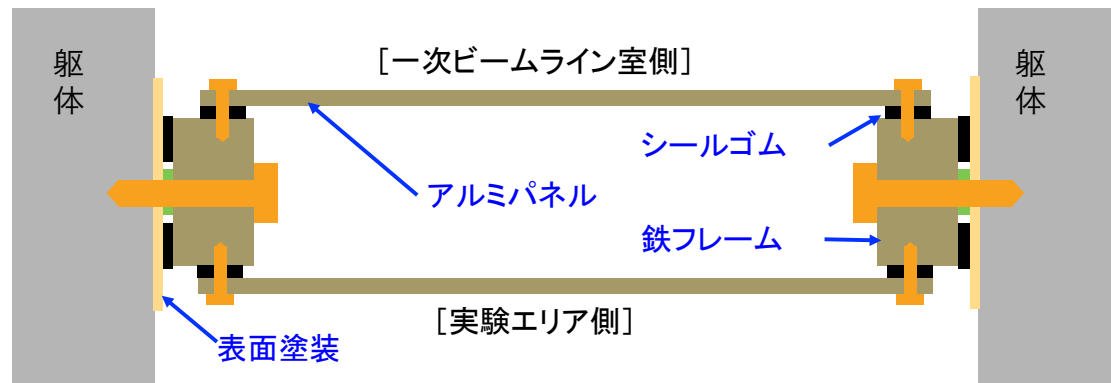 躯
体
[一次ビームライン室側]
躯
体
シールゴム
アルミパネル
鉄フレーム
[実験エリア側]
表面塗装